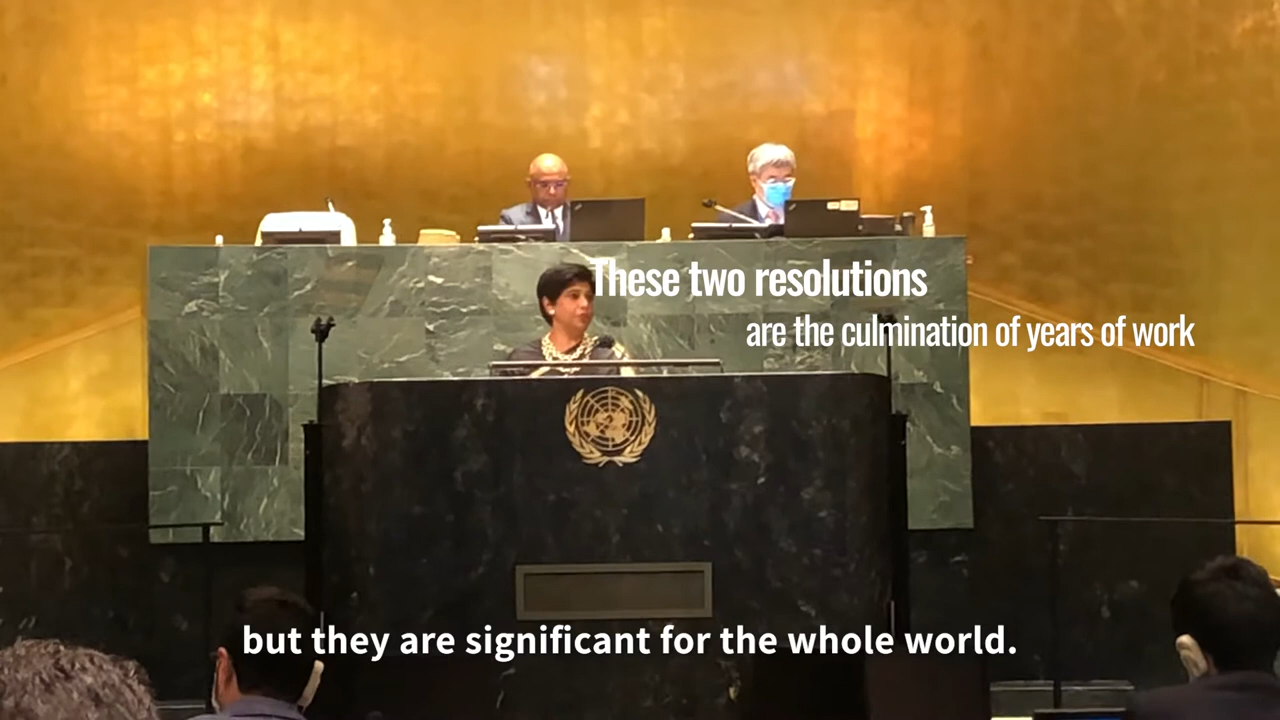 These two resolutions
are the culmination of years of work
but they are significant for the whole world.